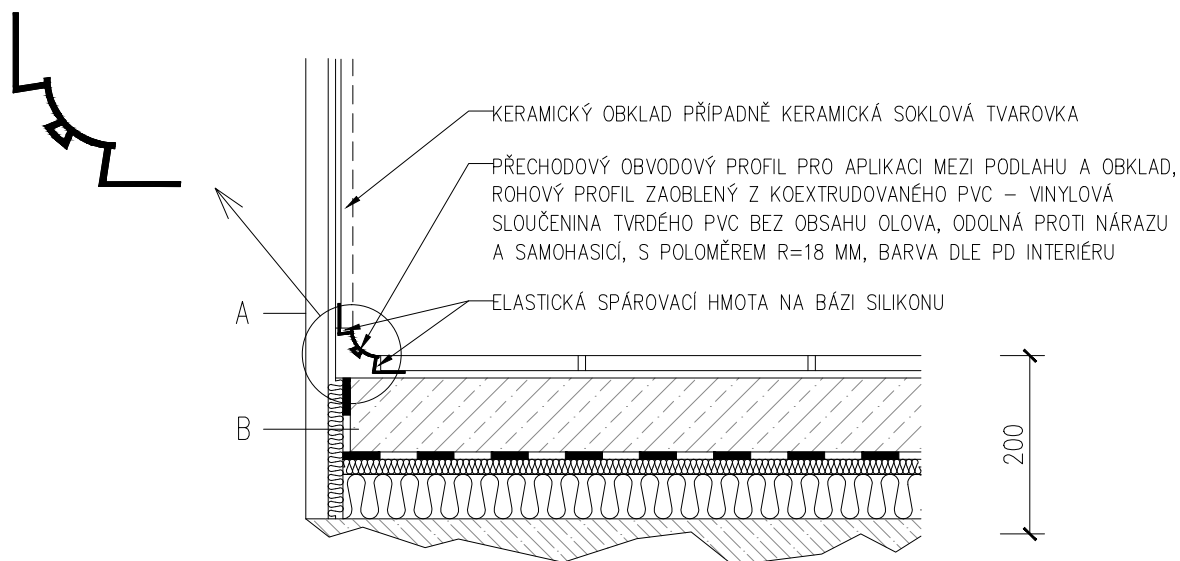 KERAMICKÝ OBKLAD PŘÍPADNĚ KERAMICKÁ SOKLOVÁ TVAROVKA
PŘECHODOVÝ OBVODOVÝ PROFIL PRO APLIKACI MEZI PODLAHU A OBKLAD,
ROHOVÝ PROFIL ZAOBLENÝ Z KOEXTRUDOVANÉHO PVC – VINYLOVÁ
SLOUČENINA TVRDÉHO PVC BEZ OBSAHU OLOVA, ODOLNÁ PROTI NÁRAZU
A SAMOHASICÍ, S POLOMĚREM R=18 MM, BARVA DLE PD INTERIÉRU
ELASTICKÁ SPÁROVACÍ HMOTA NA BÁZI SILIKONU
A
B
200